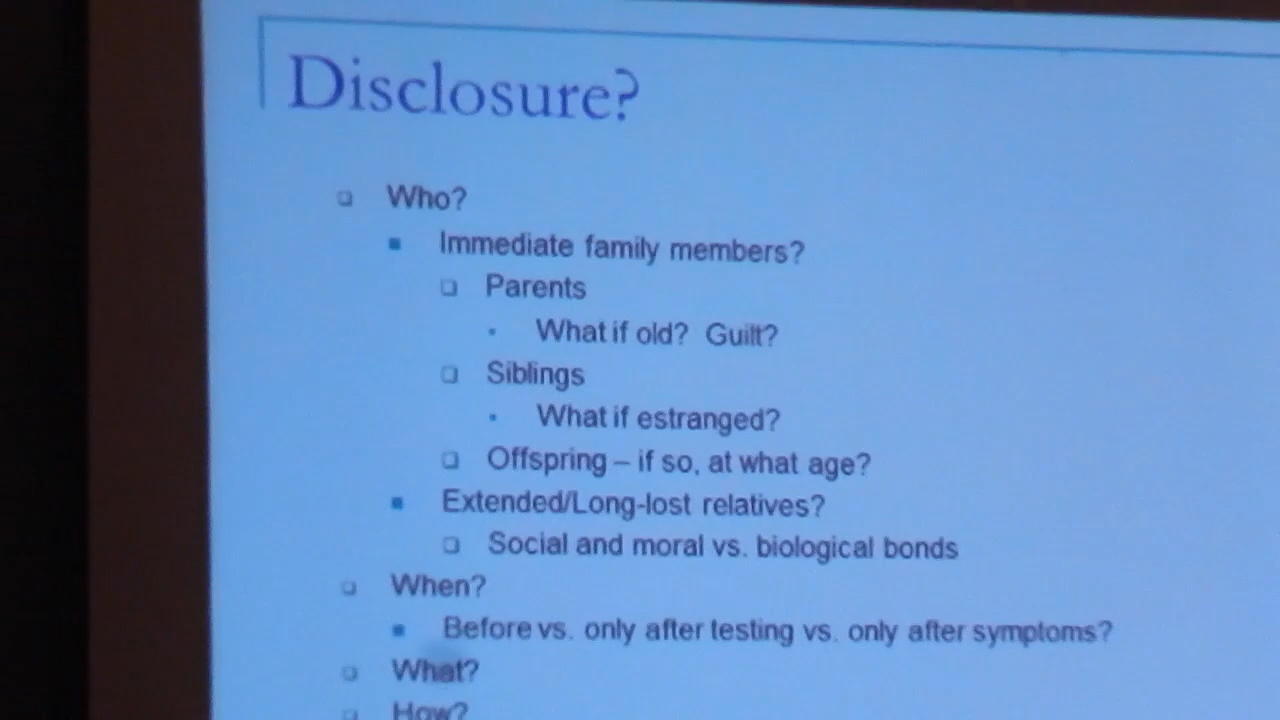 Disclosure?
Who?
Immediate family members?
Parents
What if old? Guilt?
Siblings
What if estranged?
Offspring – if so, at what age?
Extended/Long-lost relatives?
Social and moral vs. biological bonds
When?
Before vs. only after testing vs. only after symptoms?
What?
How?